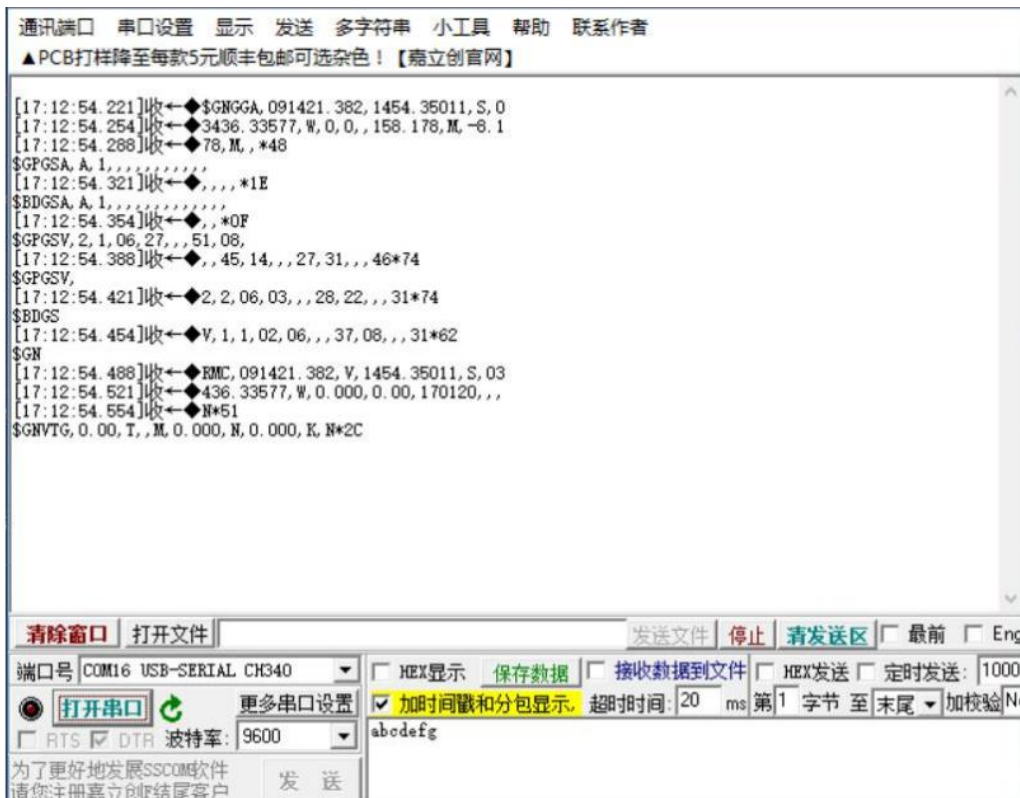 通讯端口 串口设置 显示 发送 多字符串 小工具 帮助 联系作者
▲PCB打样降至每款5元顺丰包邮可选杂色！【嘉立创官网】
[17:12:54.221]收←◆$GNGGA,091421.382,1454.35011,S,0
[17:12:54.254]收←◆3436.33577,W,0,0,,158.178,M,-8.1
[17:12:54.288]收←◆78,M,,*48
$GPGSA,A,1,,,,,,,,,,,
[17:12:54.321]收←◆,,,,*1E
$BDGSA,A,1,,,,,,,,,,,,,
[17:12:54.354]收←◆,,*0F
$GPGSV,2,1,06,27,,,51,08,
[17:12:54.388]收←◆,,45,14,,,27,31,,,46*74
$GPGSV,
[17:12:54.421]收←◆2,2,06,03,,,28,22,,,31*74
$BDGS
[17:12:54.454]收←◆V,1,1,02,06,,,37,08,,,31*62
$GN
[17:12:54.488]收←◆RMC,091421.382,V,1454.35011,S,03
[17:12:54.521]收←◆436.33577,W,0.000,0.00,170120,,,
[17:12:54.554]收←◆N*51
$GNVTG,0.00,T,,M,0.000,N,0.000,K,N*2C
清除窗口 打开文件 发送文件 停止 清发送区 最前 Eng
端口号 COM16 USB-SERIAL CH340 HEX显示 保存数据 接收数据到文件 HEX发送 定时发送: 1000
打开串口 更多串口设置 加时间戳和分包显示, 超时时间: 20 ms 第1 字节 至 末尾 加校验
RTS DTR 波特率: 9600 abcdefg
为了更好地发展SSCOM软件 发 送
请您注册嘉立创结尾客户